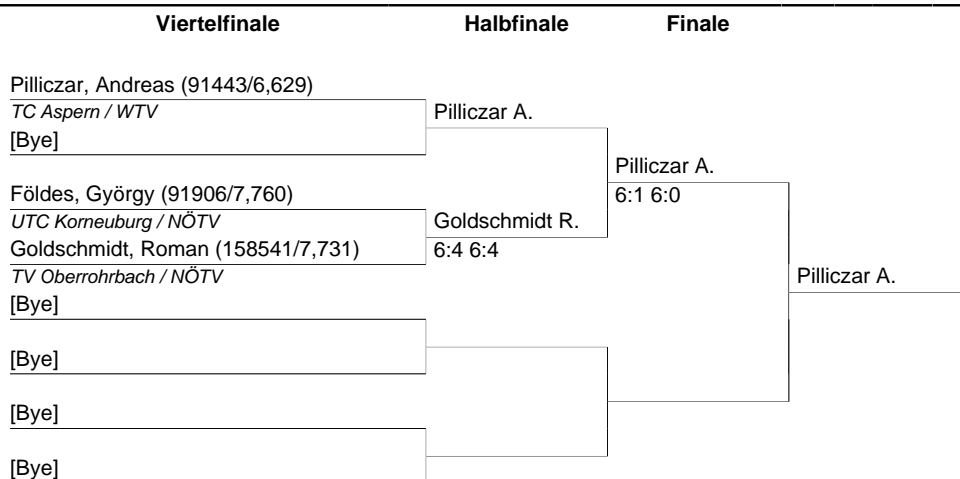 Viertelfinale Halbfinale Finale
Pilliczar, Andreas (91443/6,629)
TC Aspern / WTV
Pilliczar A.
[Bye]
Pilliczar A.
6:1 6:0
Földes, György (91906/7,760)
UTC Korneuburg / NÖTV
Goldschmidt R.
Goldschmidt, Roman (158541/7,731)
6:4 6:4
TV Oberrohrbach / NÖTV
Pilliczar A.
[Bye]
[Bye]
[Bye]
[Bye]